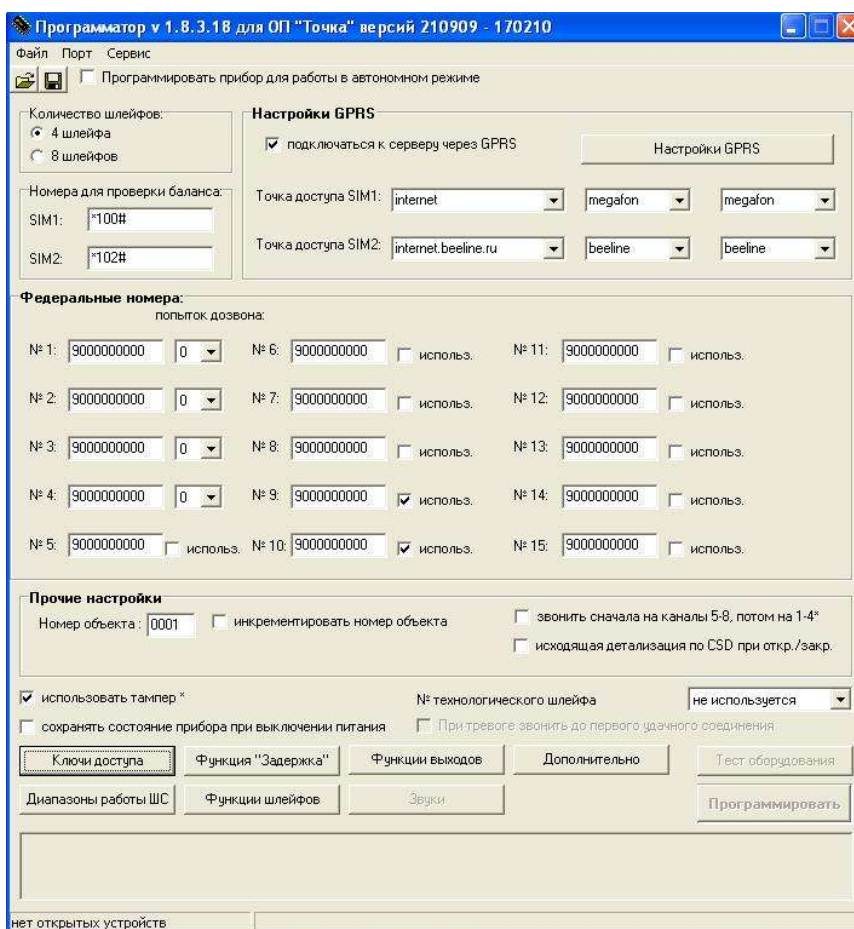 Программатор v 1.8.3.18 для ОП "Точка" версий 210909 - 170210
Файл Порт Сервис
Программировать прибор для работы в автономном режиме
Количество шлейфов:
4 шлейфа
8 шлейфов
Настройки GPRS
подключаться к серверу через GPRS
Настройки GPRS
Номера для проверки баланса:
SIM1: *100#
SIM2: *102#
Точка доступа SIM1: internet megafon megafon
Точка доступа SIM2: internet.beeline.ru beeline beeline
Федеральные номера:
попыток дозвона:
№ 1: 9000000000 0 № 6: 9000000000 использ. № 11: 9000000000 использ.
№ 2: 9000000000 0 № 7: 9000000000 использ. № 12: 9000000000 использ.
№ 3: 9000000000 0 № 8: 9000000000 использ. № 13: 9000000000 использ.
№ 4: 9000000000 0 № 9: 9000000000 использ. № 14: 9000000000 использ.
№ 5: 9000000000 использ. № 10: 9000000000 использ. № 15: 9000000000 использ.
Прочие настройки
Номер объекта : 0001 инкрементировать номер объекта
звонить сначала на каналы 5-8, потом на 1-4*
исходящая детализация по CSD при откр./закр.
использовать тампер * № технологического шлейфа не используется
сохранять состояние прибора при выключении питания При тревоге звонить до первого удачного соединения
Ключи доступа Функция "Задержка" Функции выходов Дополнительно Тест оборудования
Диапазоны работы ШС Функции шлейфов Звуки Программировать
нет открытых устройств